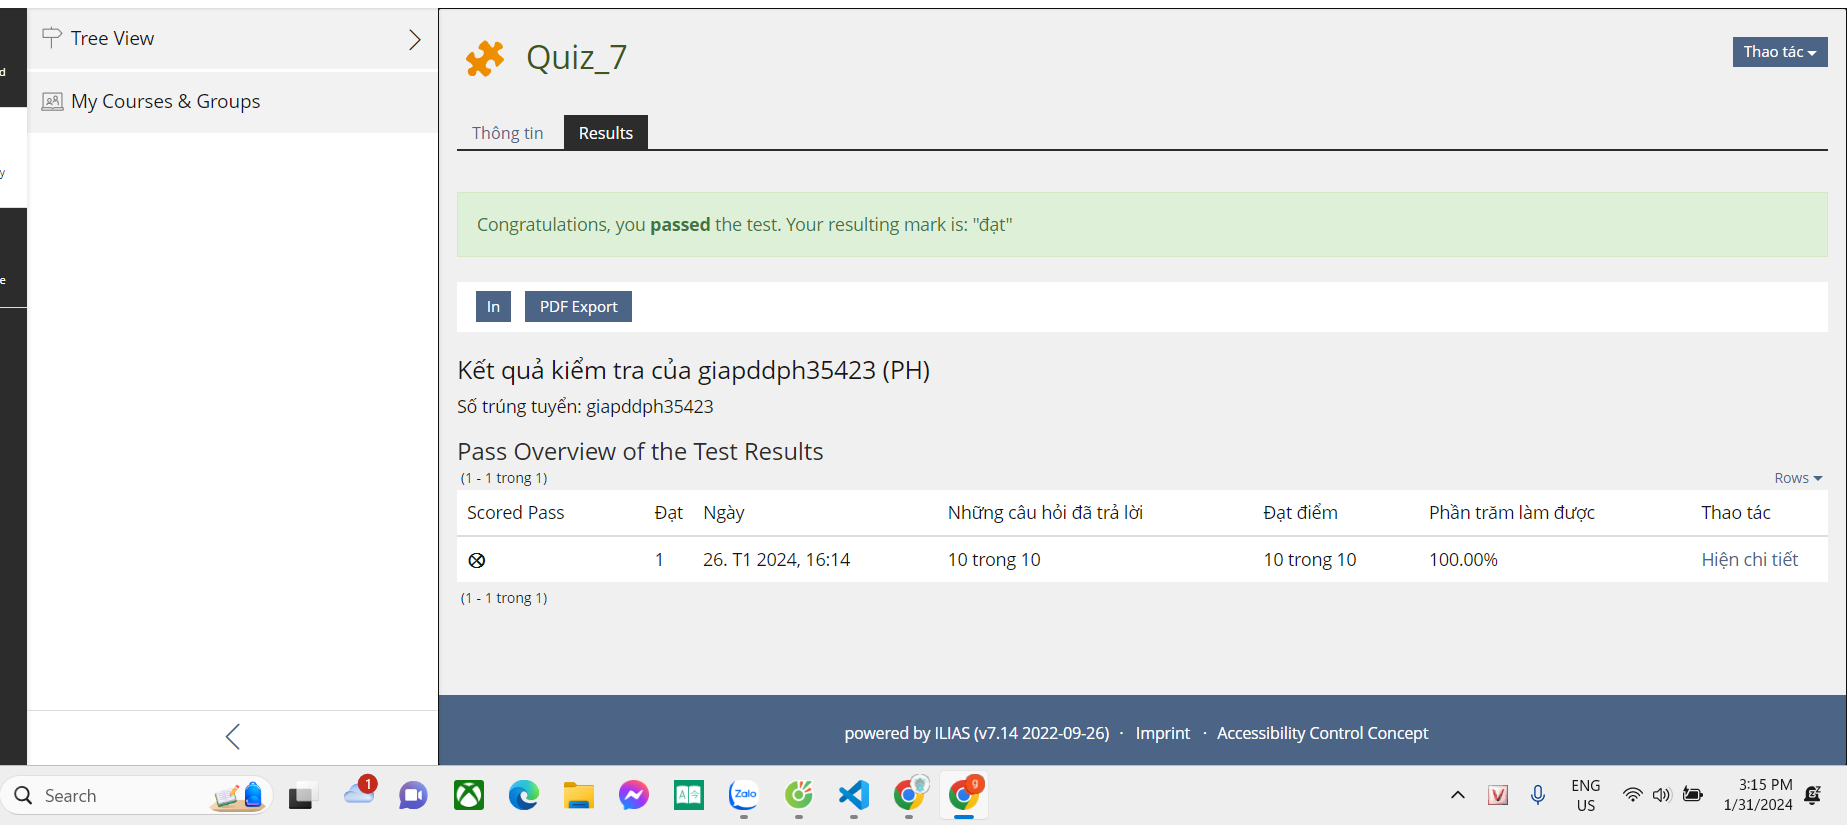 d
y
e
Tree View
My Courses & Groups
Quiz_7
Thao tác
Thông tin
Results
Congratulations, you passed the test. Your resulting mark is: "đạt"
In
PDF Export
Kết quả kiểm tra của giapddph35423 (PH)
Số trúng tuyển: giapddph35423
Pass Overview of the Test Results
(1 - 1 trong 1)
Rows
Scored Pass Đạt Ngày Những câu hỏi đã trả lời Đạt điểm Phần trăm làm được Thao tác
1 26. T1 2024, 16:14 10 trong 10 10 trong 10 100.00% Hiện chi tiết
(1 - 1 trong 1)
powered by ILIAS (v7.14 2022-09-26) · Imprint · Accessibility Control Concept
Search
1
Zalo
g
V
ENG
US
3:15 PM
1/31/2024